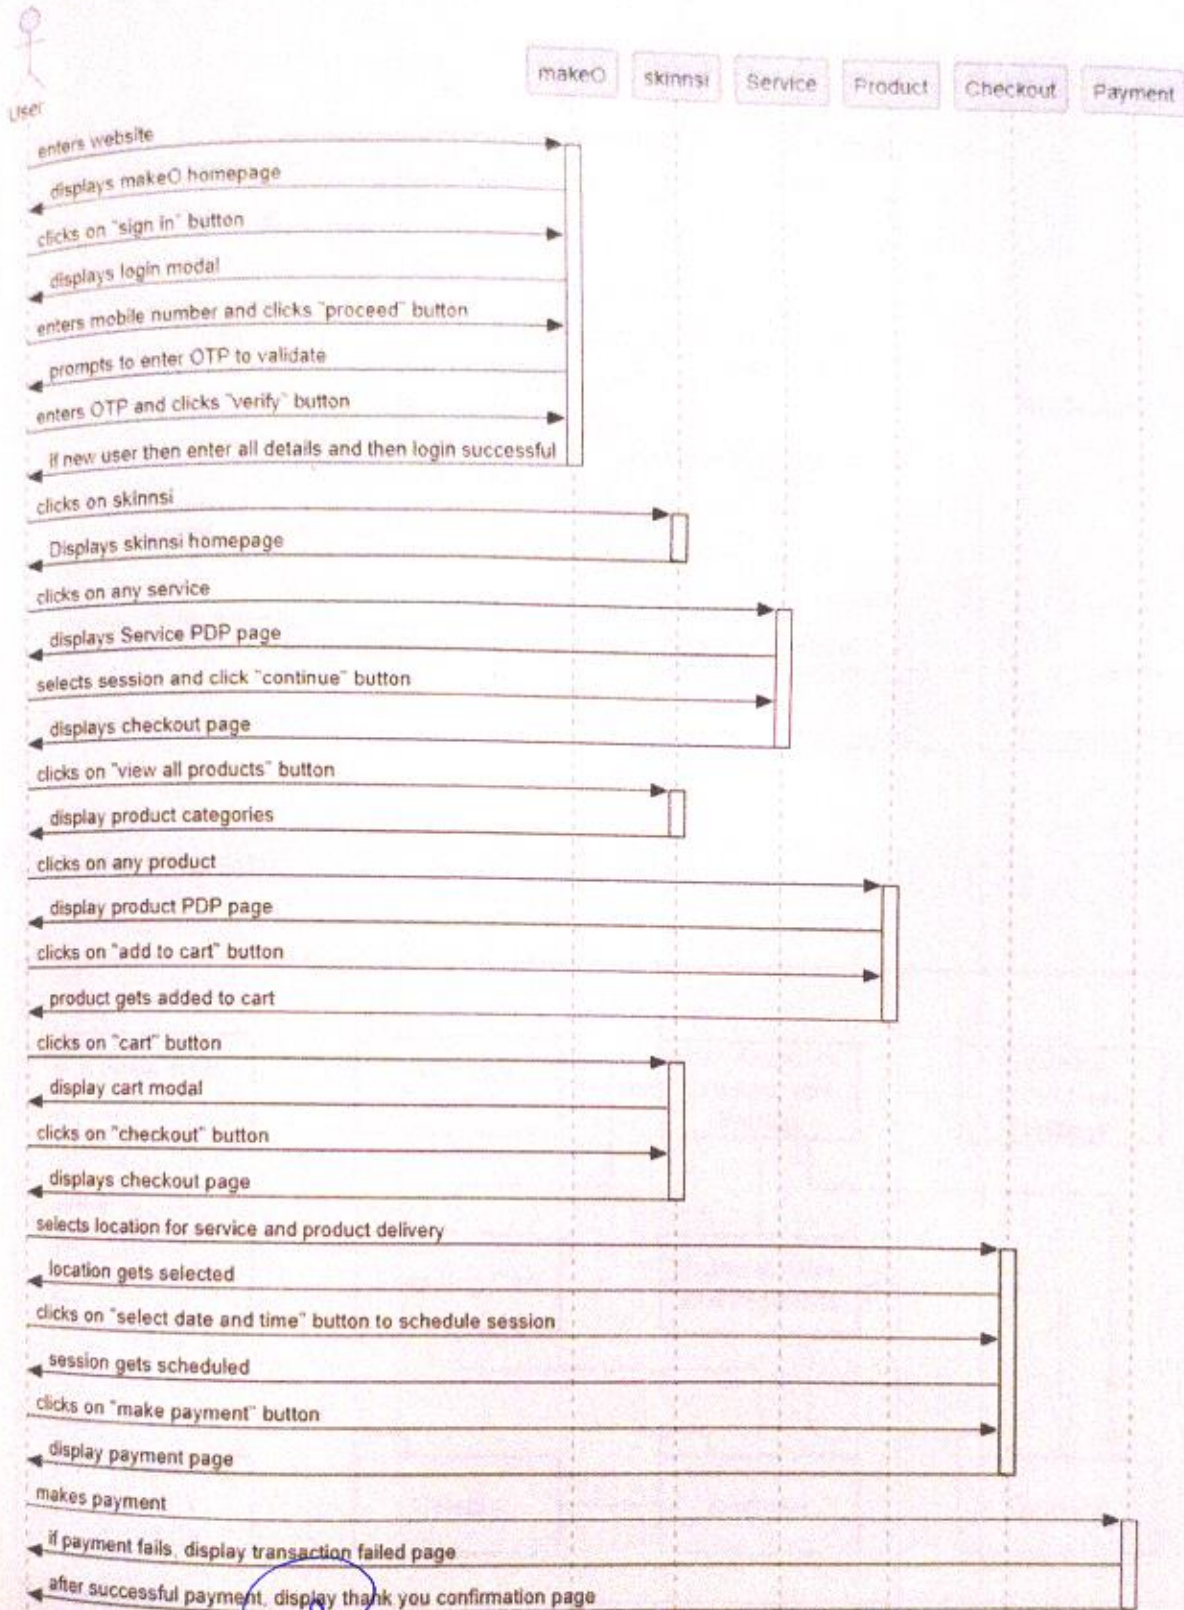 User
makeO
skinnsi
Service
Product
Checkout
Payment
enters website
displays makeO homepage
clicks on "sign in" button
displays login modal
enters mobile number and clicks "proceed" button
prompts to enter OTP to validate
enters OTP and clicks "verify" button
if new user then enter all details and then login successful
clicks on skinnsi
Displays skinnsi homepage
clicks on any service
displays Service PDP page
selects session and click "continue" button
displays checkout page
clicks on "view all products" button
display product categories
clicks on any product
display product PDP page
clicks on "add to cart" button
product gets added to cart
clicks on "cart" button
display cart modal
clicks on "checkout" button
displays checkout page
selects location for service and product delivery
location gets selected
clicks on "select date and time" button to schedule session
session gets scheduled
clicks on "make payment" button
display payment page
makes payment
if payment fails, display transaction failed page
after successful payment, display thank you confirmation page